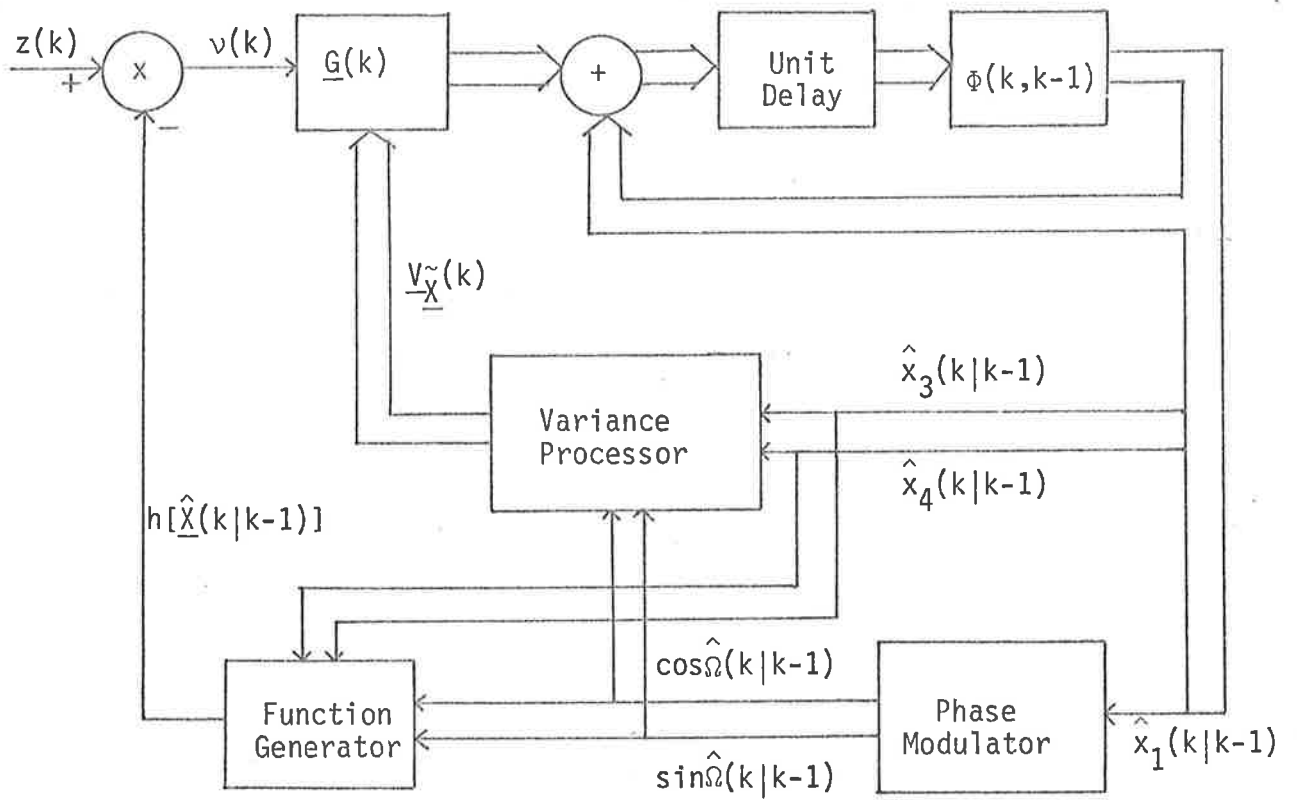 z(k)
+
x
−
ν(k)
G(k)
+
Unit
Delay
Φ(k,k-1)
V_X̃(k)
x̂₃(k|k-1)
Variance
Processor
x̂₄(k|k-1)
h[X̂(k|k-1)]
cosΩ̂(k|k-1)
Function
Generator
Phase
Modulator
x̂₁(k|k-1)
sinΩ̂(k|k-1)